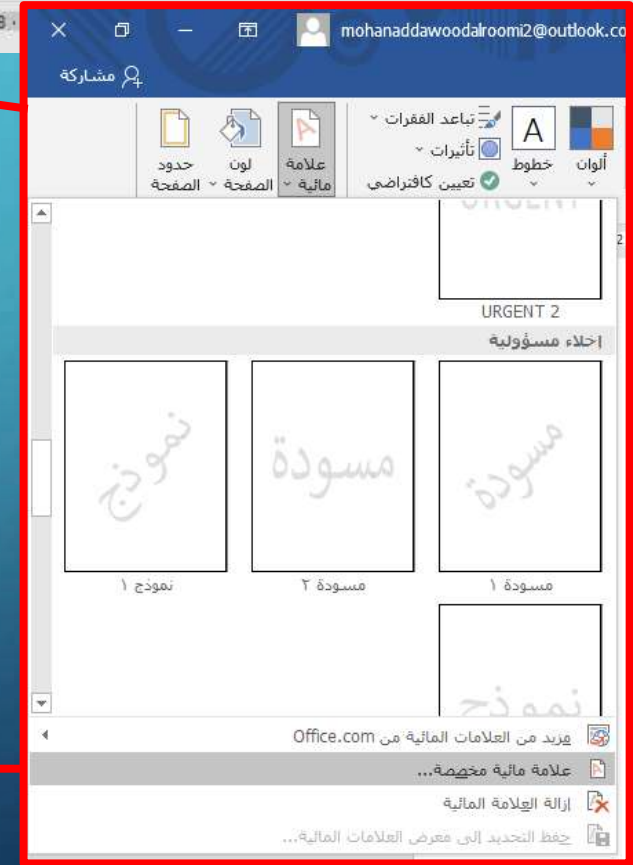 mohanaddawoodalroomi2@outlook.co
مشاركة
ألوان
خطوط
تباعد الفقرات
تأثيرات
تعيين كافتراضي
علامة مائية
لون الصفحة
حدود الصفحة
URGENT
URGENT 2
إخلاء مسؤولية
مسودة
مسودة
نموذج
مسودة ١
مسودة ٢
نموذج ١
نموذج
مزيد من العلامات المائية من Office.com
علامة مائية مخصصة...
إزالة العلامة المائية
حفظ التحديد إلى معرض العلامات المائية...